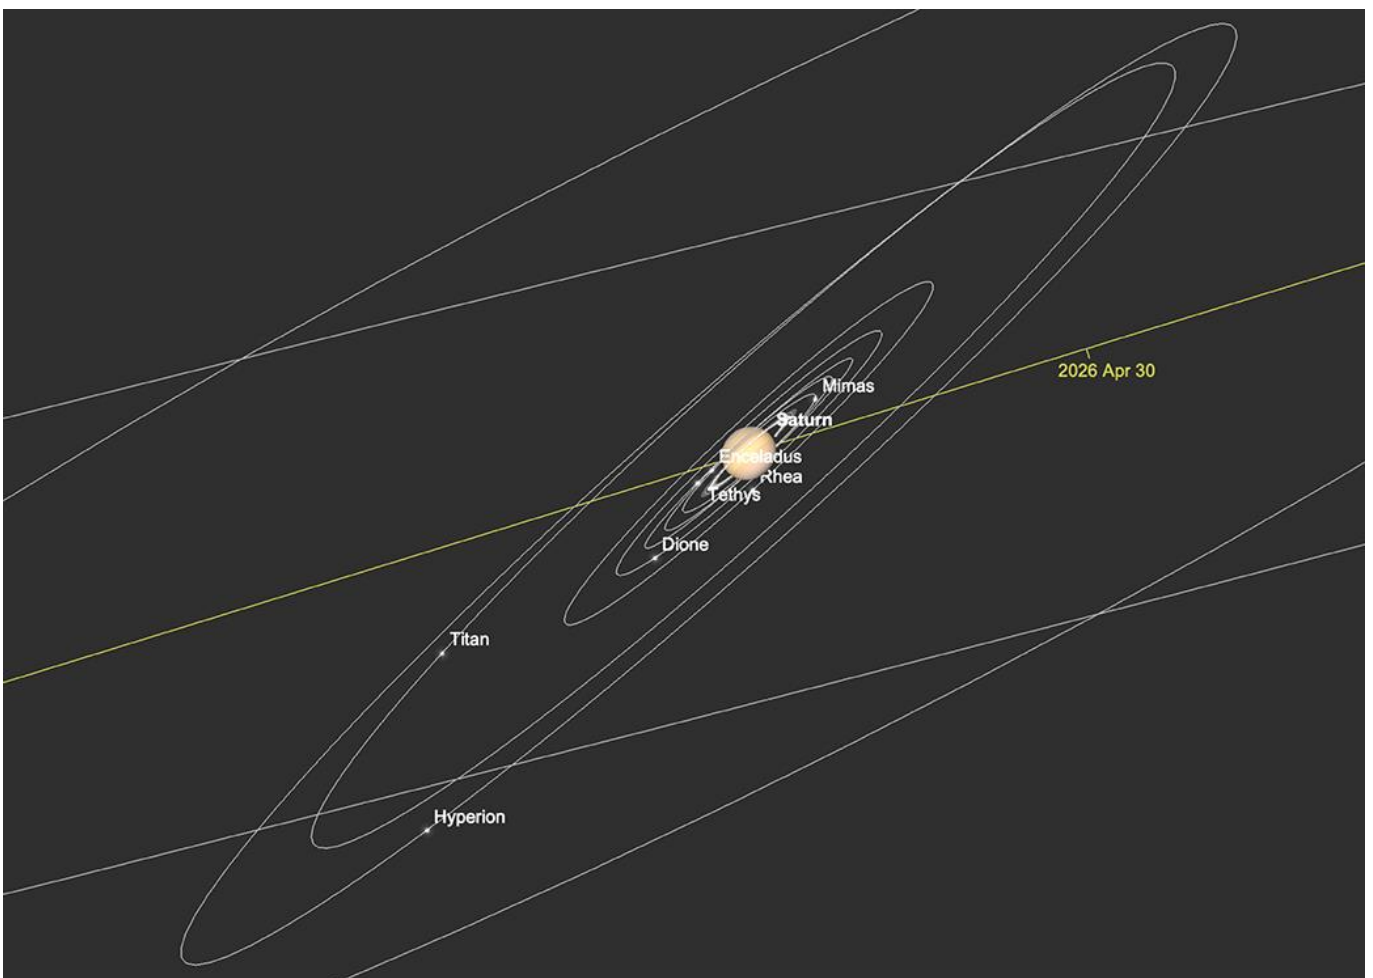 2026 Apr 30
Mimas
Saturn
Enceladus
Rhea
Tethys
Dione
Titan
Hyperion